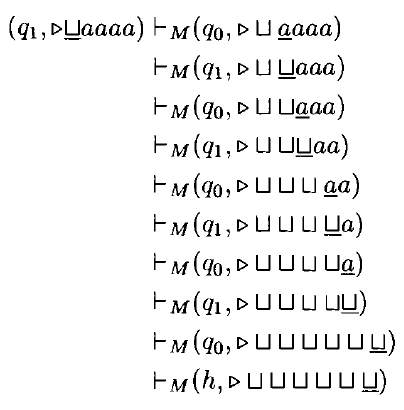 (q₁, ▷⊔̲aaaa) ⊢_M (q₀, ▷ ⊔ a̲aaa)
⊢_M (q₁, ▷ ⊔ ⊔̲aaa)
⊢_M (q₀, ▷ ⊔ ⊔a̲aa)
⊢_M (q₁, ▷ ⊔ ⊔⊔̲aa)
⊢_M (q₀, ▷ ⊔ ⊔ ⊔ a̲a)
⊢_M (q₁, ▷ ⊔ ⊔ ⊔ ⊔̲a)
⊢_M (q₀, ▷ ⊔ ⊔ ⊔ ⊔a̲)
⊢_M (q₁, ▷ ⊔ ⊔ ⊔ ⊔⊔̲)
⊢_M (q₀, ▷ ⊔ ⊔ ⊔ ⊔ ⊔ ⊔̲)
⊢_M (h, ▷ ⊔ ⊔ ⊔ ⊔ ⊔ ⊔̲)